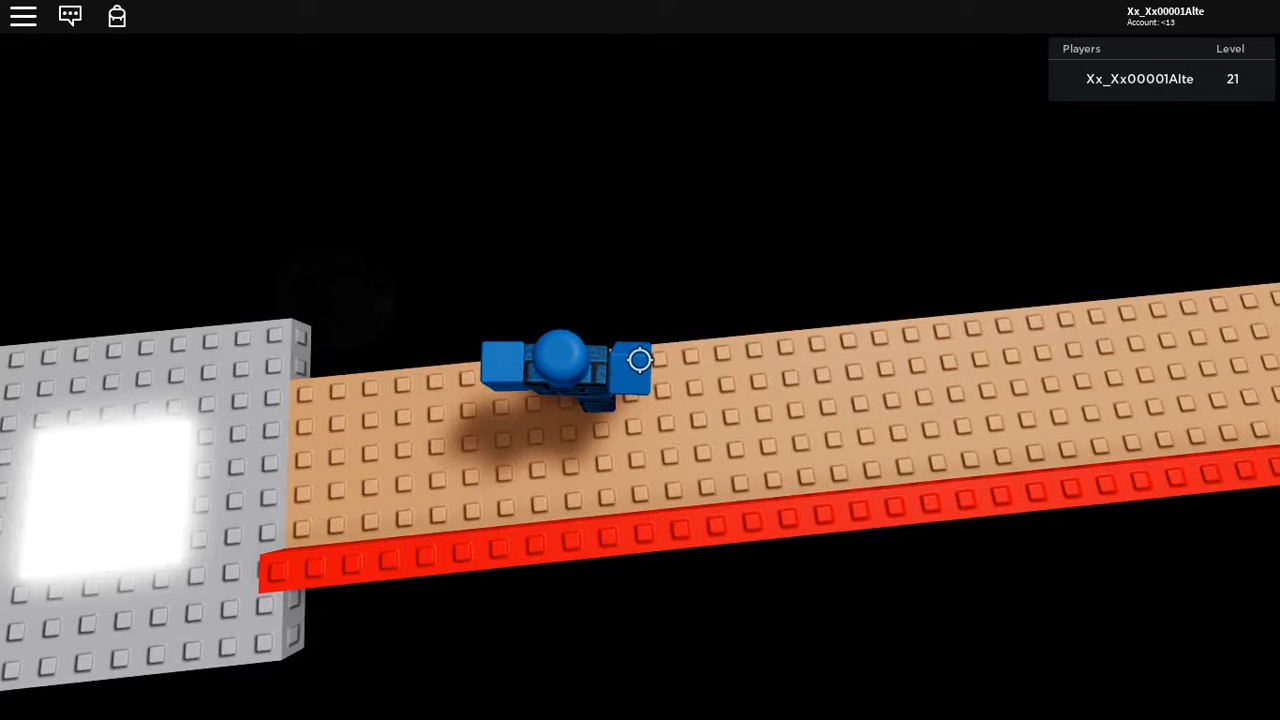 Xx_Xx00001Alte
Account: <13
Players Level
Xx_Xx00001Alte 21